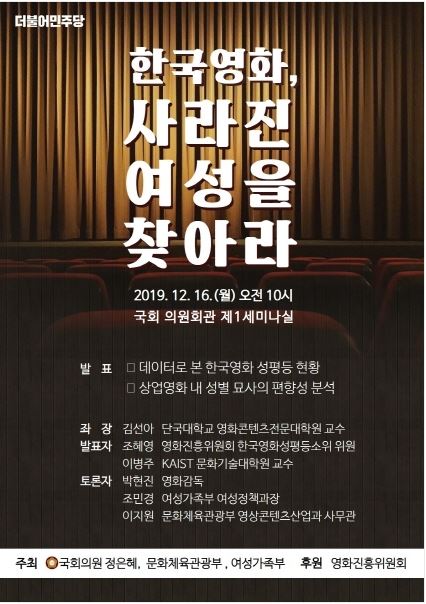 더불어민주당
한국영화,
사라진
여성을
찾아라
2019. 12. 16.(월) 오전 10시
국회 의원회관 제1세미나실
발 표 □ 데이터로 본 한국영화 성평등 현황
□ 상업영화 내 성별 묘사의 편향성 분석
좌 장 김선아 단국대학교 영화콘텐츠전문대학원 교수
발표자 조혜영 영화진흥위원회 한국영화성평등소위 위원
이병주 KAIST 문화기술대학원 교수
토론자 박현진 영화감독
조민경 여성가족부 여성정책과장
이지원 문화체육관광부 영상콘텐츠산업과 사무관
주최 국회의원 정은혜, 문화체육관광부 , 여성가족부 후원 영화진흥위원회